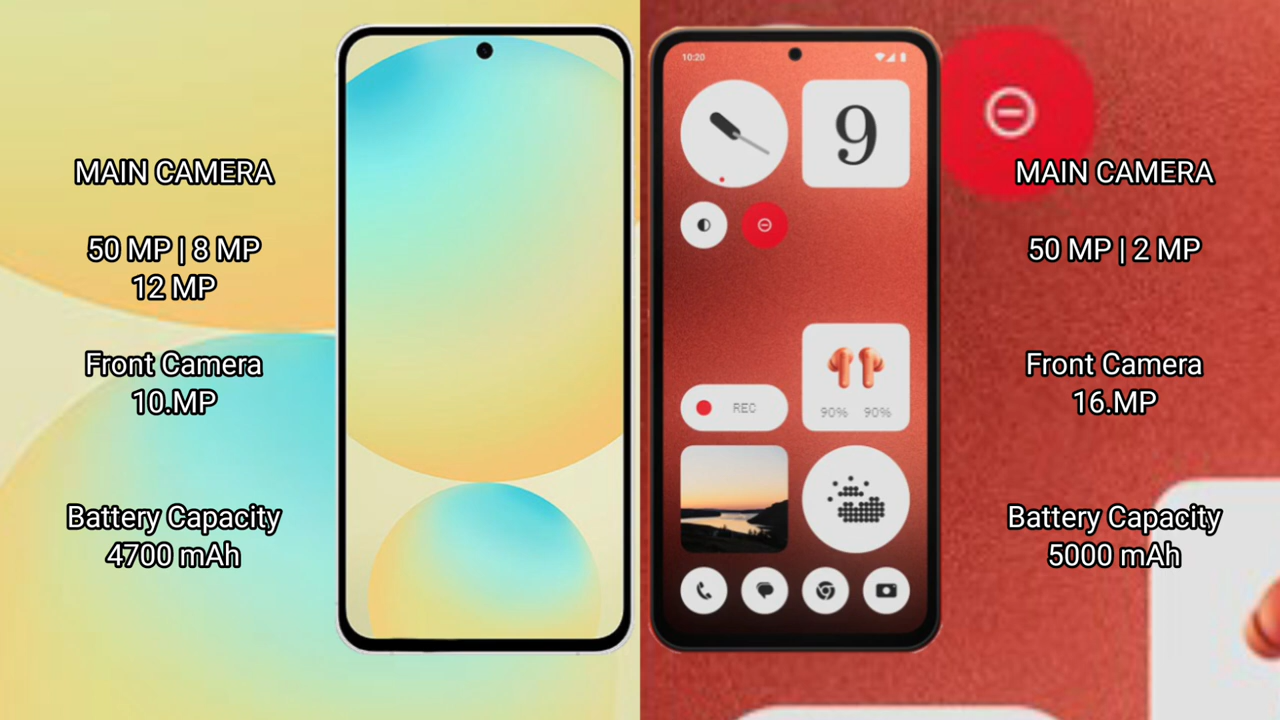 MAIN CAMERA
50 MP | 8 MP
12 MP
Front Camera
10.MP
Battery Capacity
4700 mAh
10:20
9
REC
90% 90%
MAIN CAMERA
50 MP | 2 MP
Front Camera
16.MP
Battery Capacity
5000 mAh